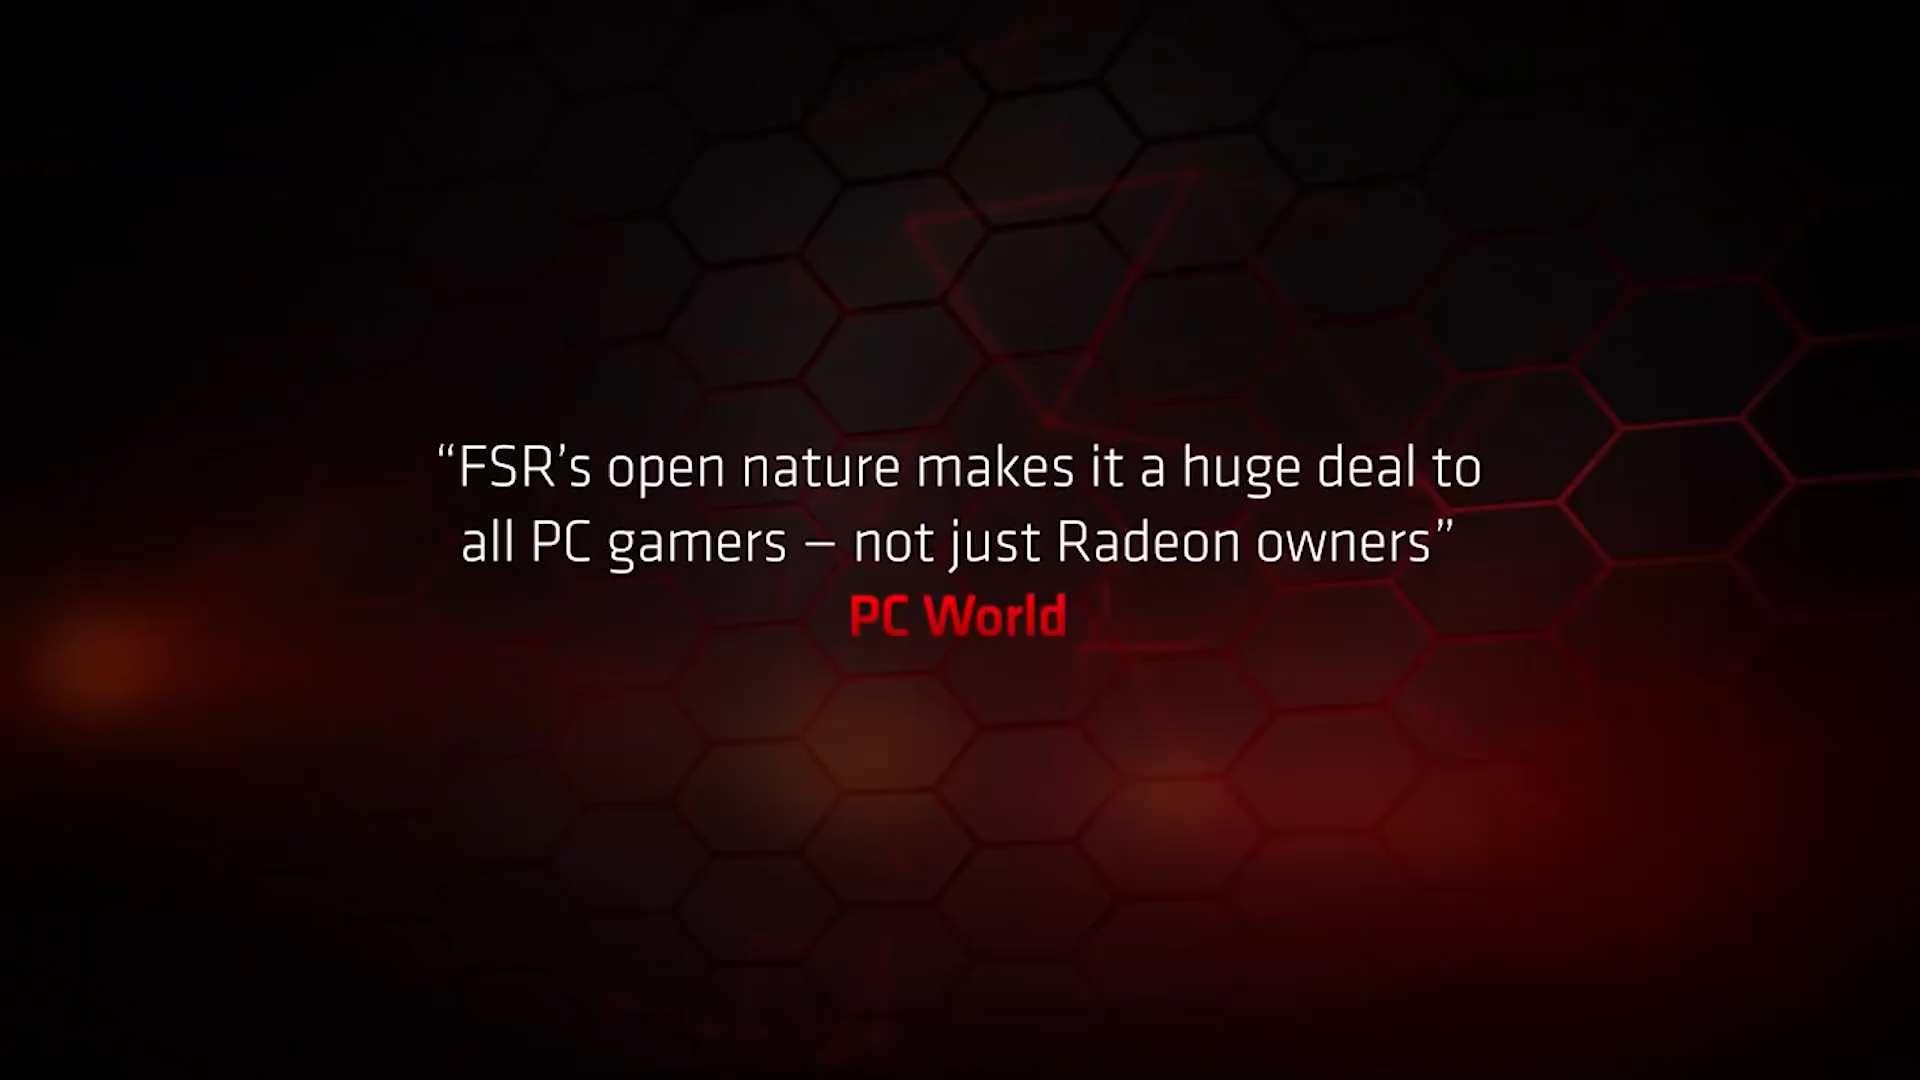 “FSR’s open nature makes it a huge deal to
all PC gamers – not just Radeon owners”
PC World